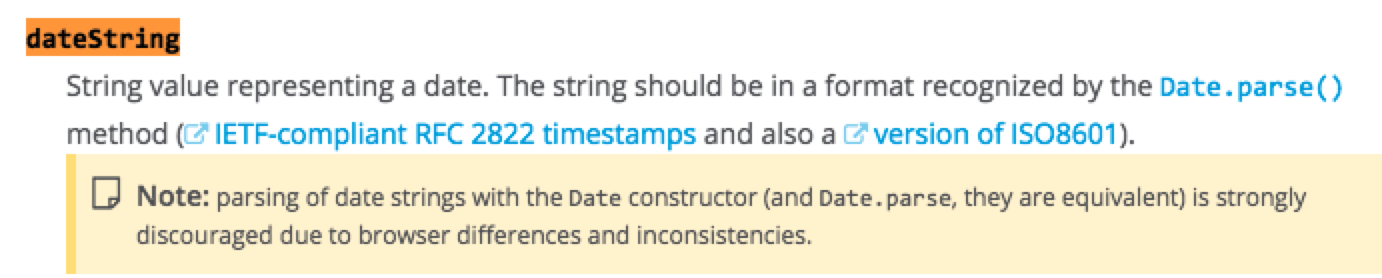 dateString
String value representing a date. The string should be in a format recognized by the Date.parse()
method (IETF-compliant RFC 2822 timestamps and also a version of ISO8601).
Note: parsing of date strings with the Date constructor (and Date.parse, they are equivalent) is strongly
discouraged due to browser differences and inconsistencies.